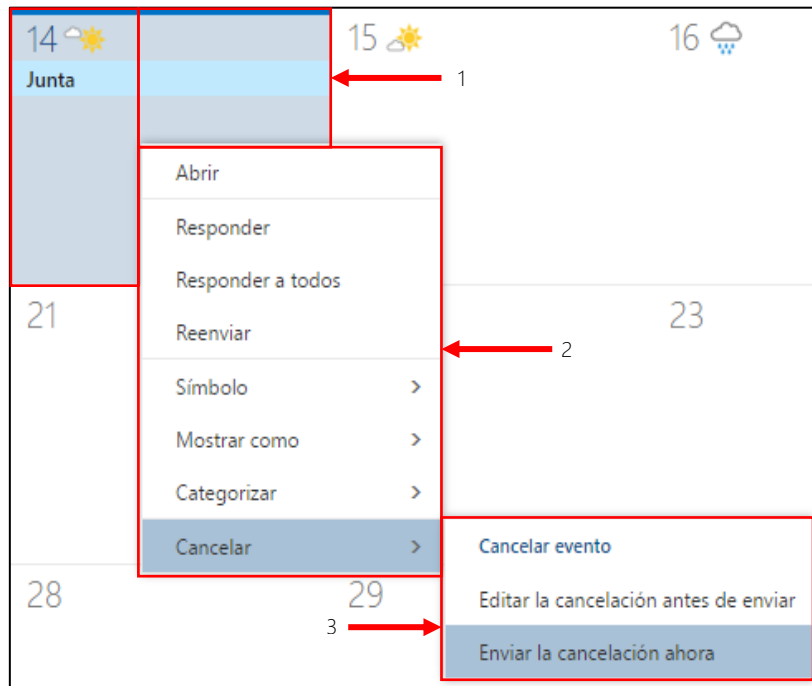 14
15
16
Junta
1
Abrir
Responder
Responder a todos
21
23
Reenviar
2
Símbolo
Mostrar como
Categorizar
Cancelar
Cancelar evento
28
29
Editar la cancelación antes de enviar
3
Enviar la cancelación ahora